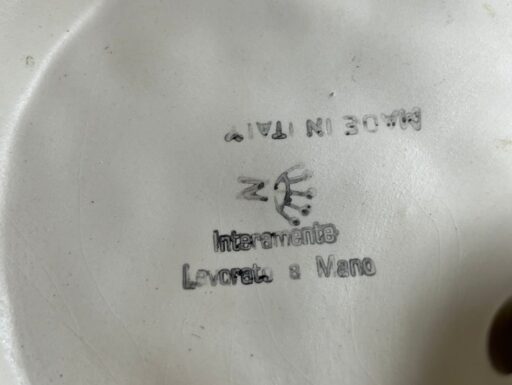 MADE IN ITALY
N
Interamente
Lavorato a Mano